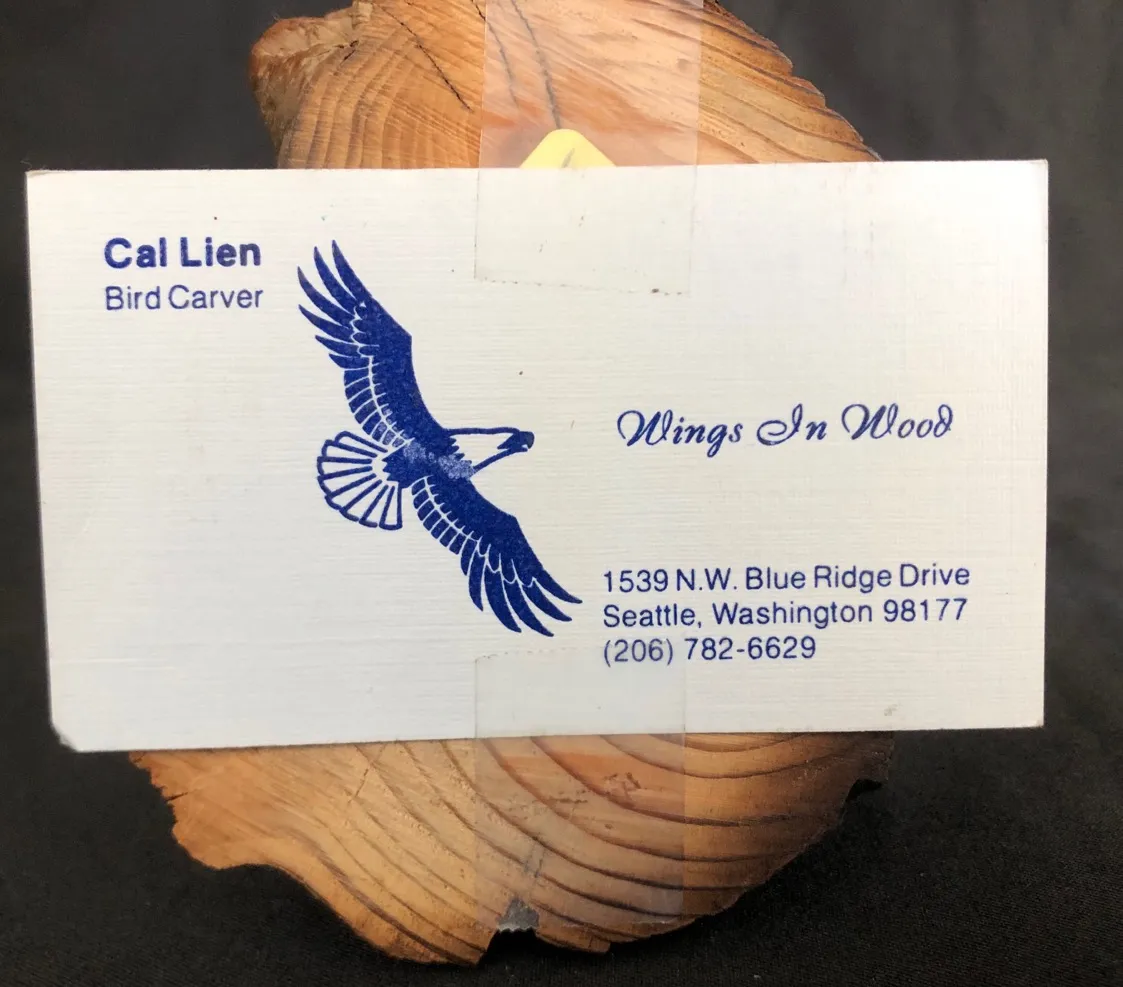 Cal Lien
Bird Carver
Wings In Wood
1539 N.W. Blue Ridge Drive
Seattle, Washington 98177
(206) 782-6629